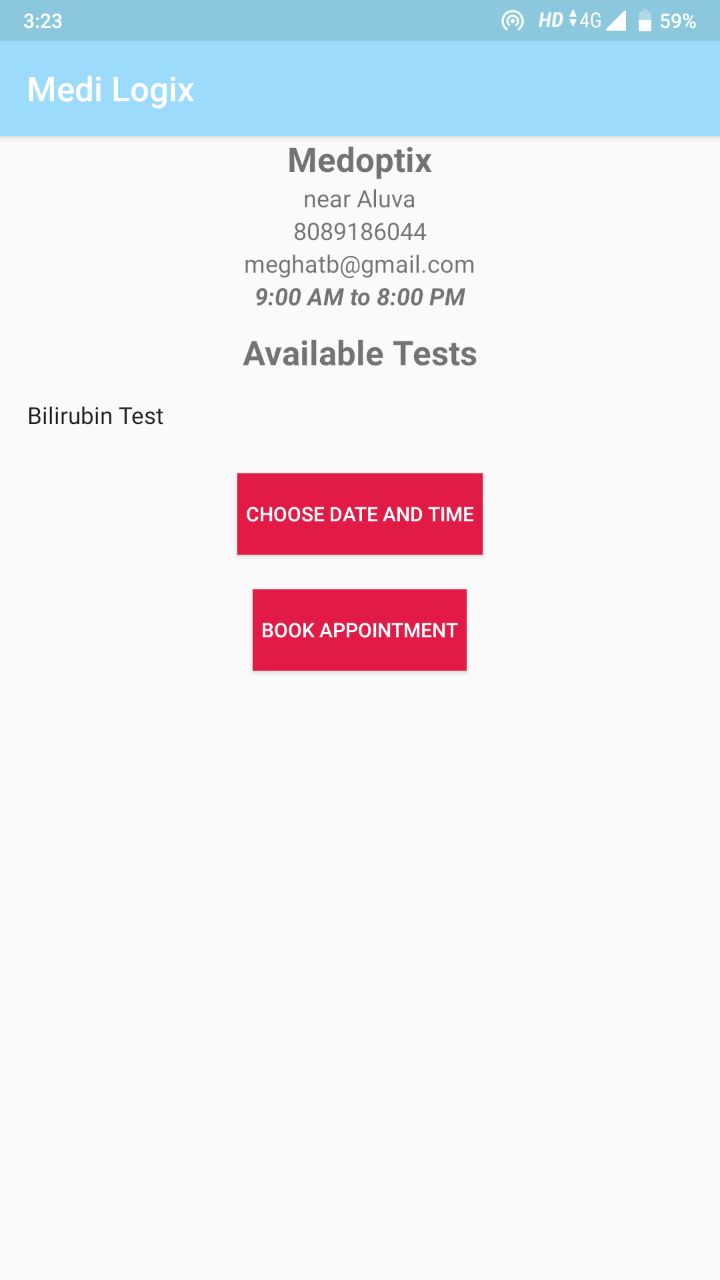 3:23 HD 4G 59%
Medi Logix
Medoptix
near Aluva
8089186044
meghatb@gmail.com
9:00 AM to 8:00 PM
Available Tests
Bilirubin Test
CHOOSE DATE AND TIME
BOOK APPOINTMENT